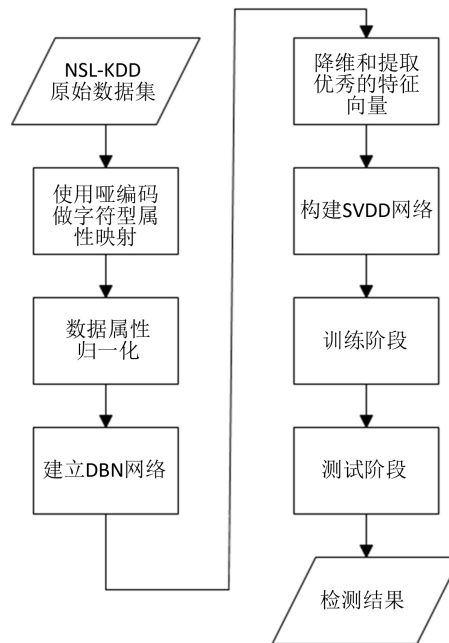 NSL-KDD
原始数据集
使用哑编码
做字符型属
性映射
数据属性
归一化
建立DBN网络
降维和提取
优秀的特征
向量
构建SVDD网络
训练阶段
测试阶段
检测结果